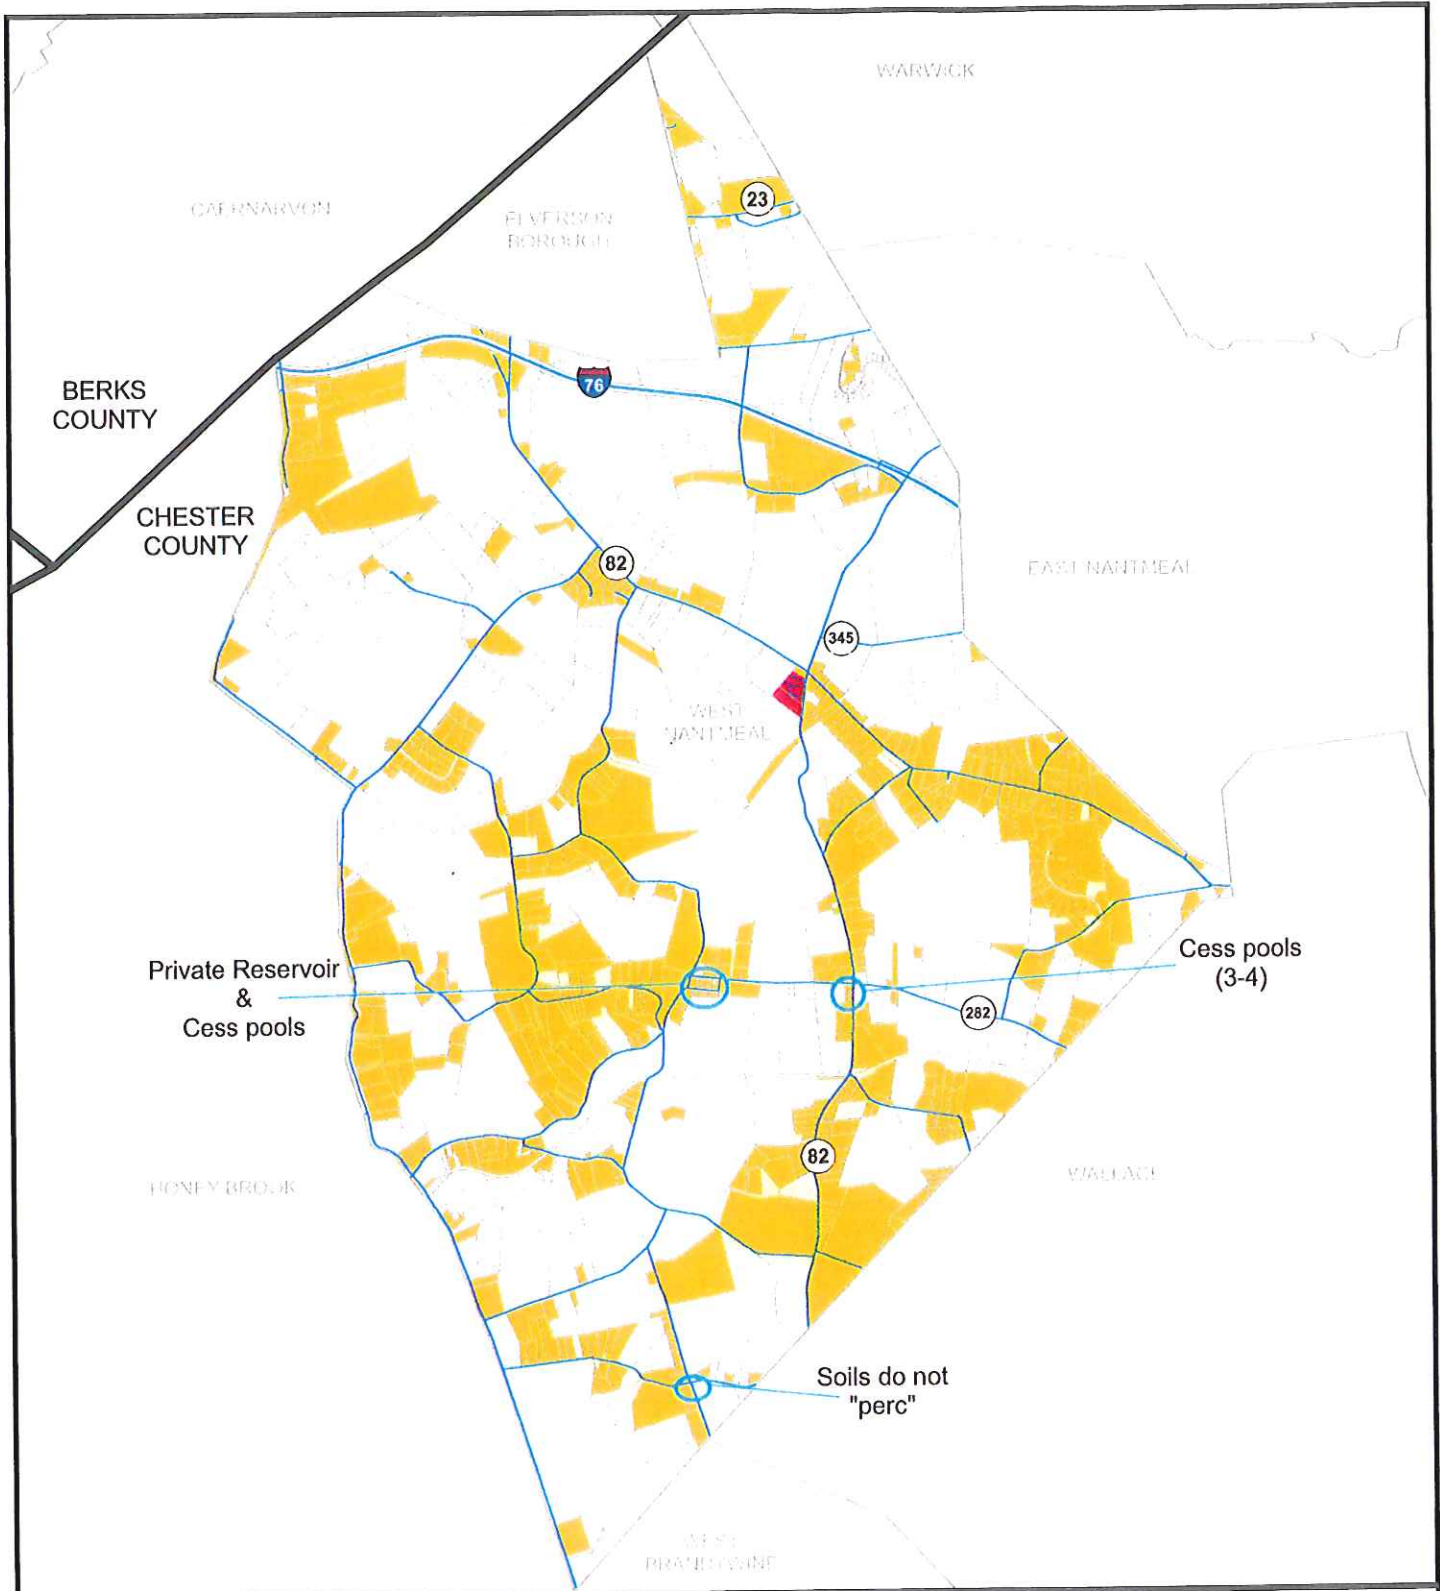 WARWICK
CAERNARVON
ELVERSON
BOROUGH
23
76
BERKS
COUNTY
CHESTER
COUNTY
82
EAST NANTMEAL
345
WEST
NANTMEAL
Private Reservoir
&
Cess pools
Cess pools
(3-4)
282
82
HONEY BROOK
WALLACE
Soils do not
"perc"
WEST
BRANDYWINE